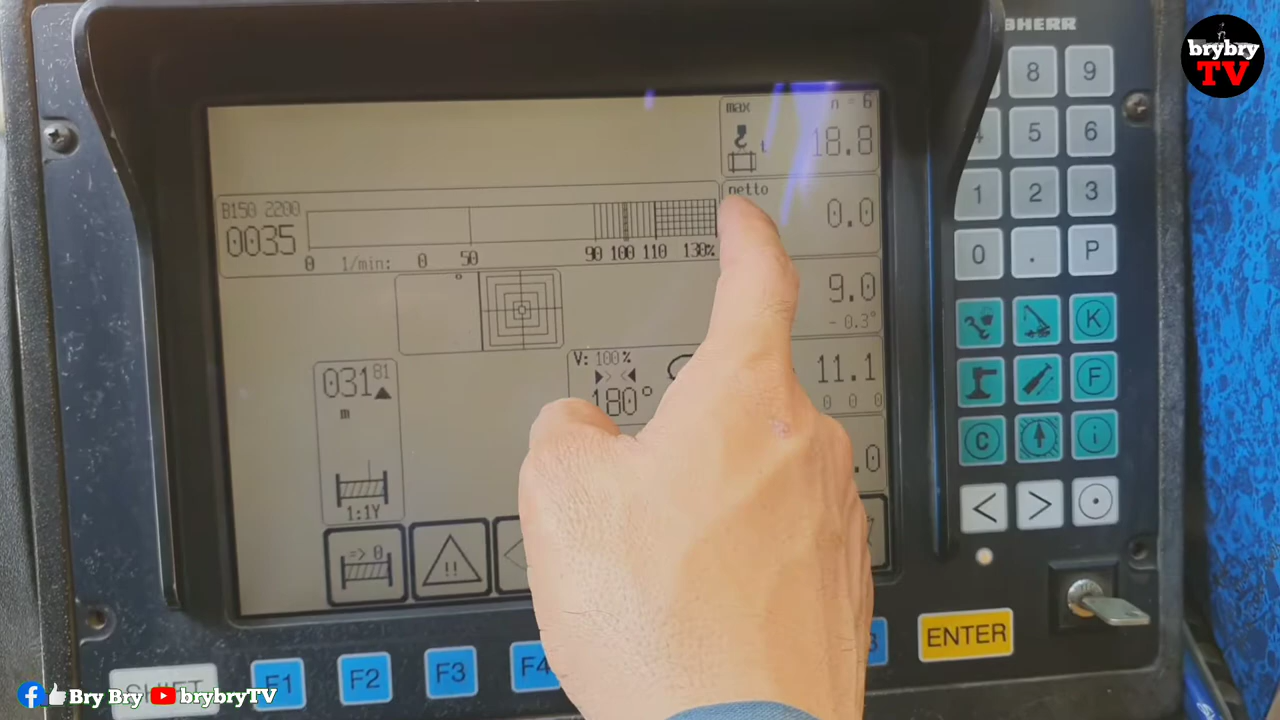 BHERR
brybry
TV
max n = 6
t 18.8
netto
0.0
B150 2200
0035
0 1/min: 0 50 90 100 110 130%
9.0
- 0.3°
V: 100%
180°
11.1
0 0 0
031 81
m
.0
1:1Y
=> 0
!!
8 9
4 5 6
1 2 3
0 . P
K
F
C i
< >
ENTER
SHIFT F1 F2 F3 F4
Bry Bry brybryTV